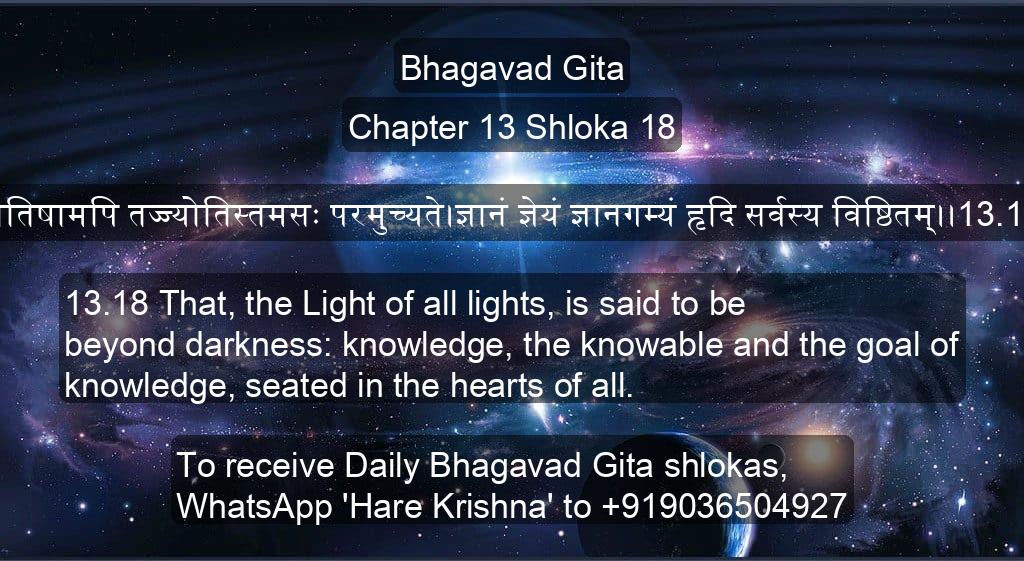 Bhagavad Gita
Chapter 13 Shloka 18
तिषामपि तज्ज्योतिस्तमसः परमुच्यते।ज्ञानं ज्ञेयं ज्ञानगम्यं हृदि सर्वस्य विष्ठितम्।।13.1
13.18 That, the Light of all lights, is said to be
beyond darkness: knowledge, the knowable and the goal of
knowledge, seated in the hearts of all.
To receive Daily Bhagavad Gita shlokas,
WhatsApp 'Hare Krishna' to +919036504927